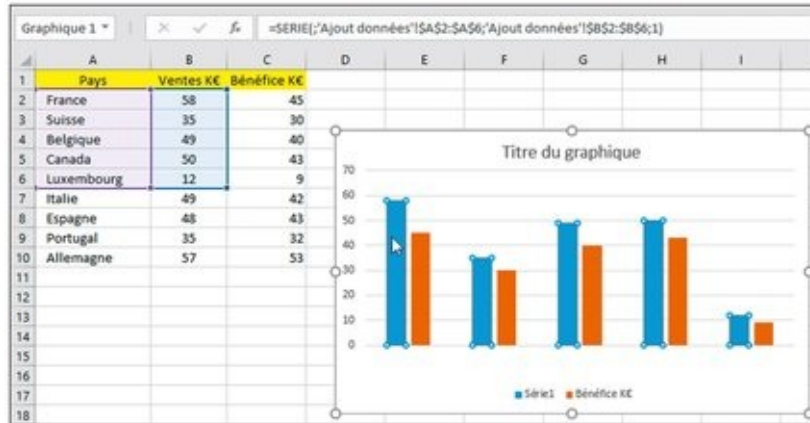 Graphique 1 =SERIE(;'Ajout données'!$A$2:$A$6;'Ajout données'!$B$2:$B$6;1)
A B C D E F G H I
1 Pays Ventes K€ Bénéfice K€
2 France 58 45
3 Suisse 35 30
4 Belgique 49 40
5 Canada 50 43
6 Luxembourg 12 9
7 Italie 49 42
8 Espagne 48 43
9 Portugal 35 32
10 Allemagne 57 53
11
12
13
14
15
16
17
18
Titre du graphique
70
60
50
40
30
20
10
0
Série1 Bénéfice K€